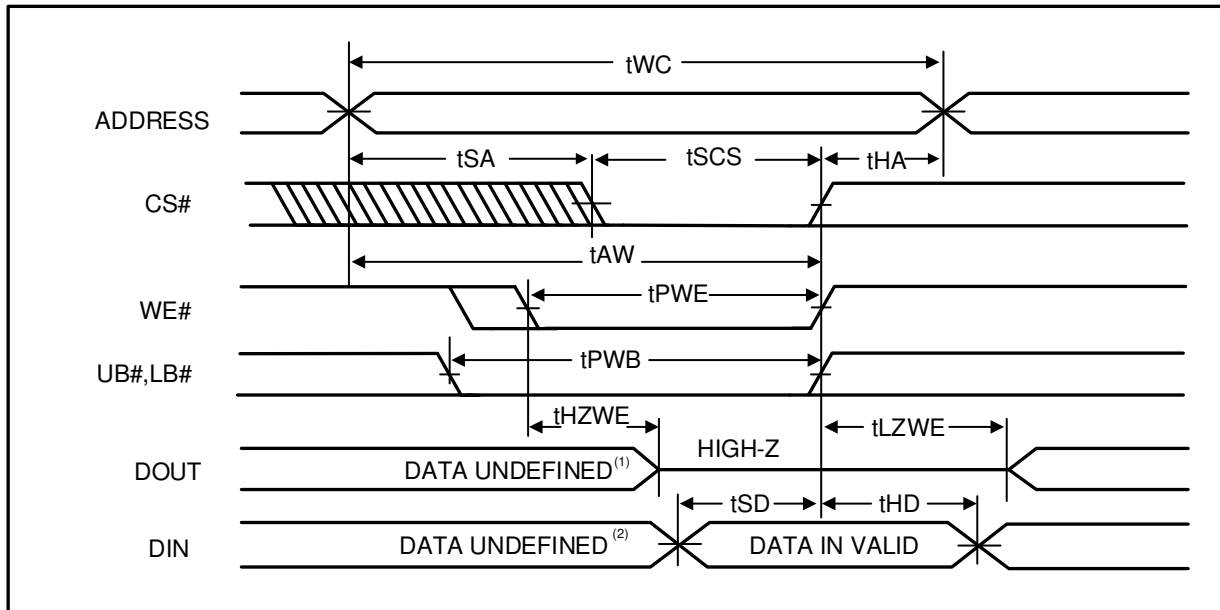 tWC
ADDRESS
tSA
tSCS
tHA
CS#
tAW
tPWE
WE#
tPWB
UB#,LB#
tHZWE
tLZWE
HIGH-Z
DOUT
DATA UNDEFINED (1)
tSD
tHD
DIN
DATA UNDEFINED (2)
DATA IN VALID